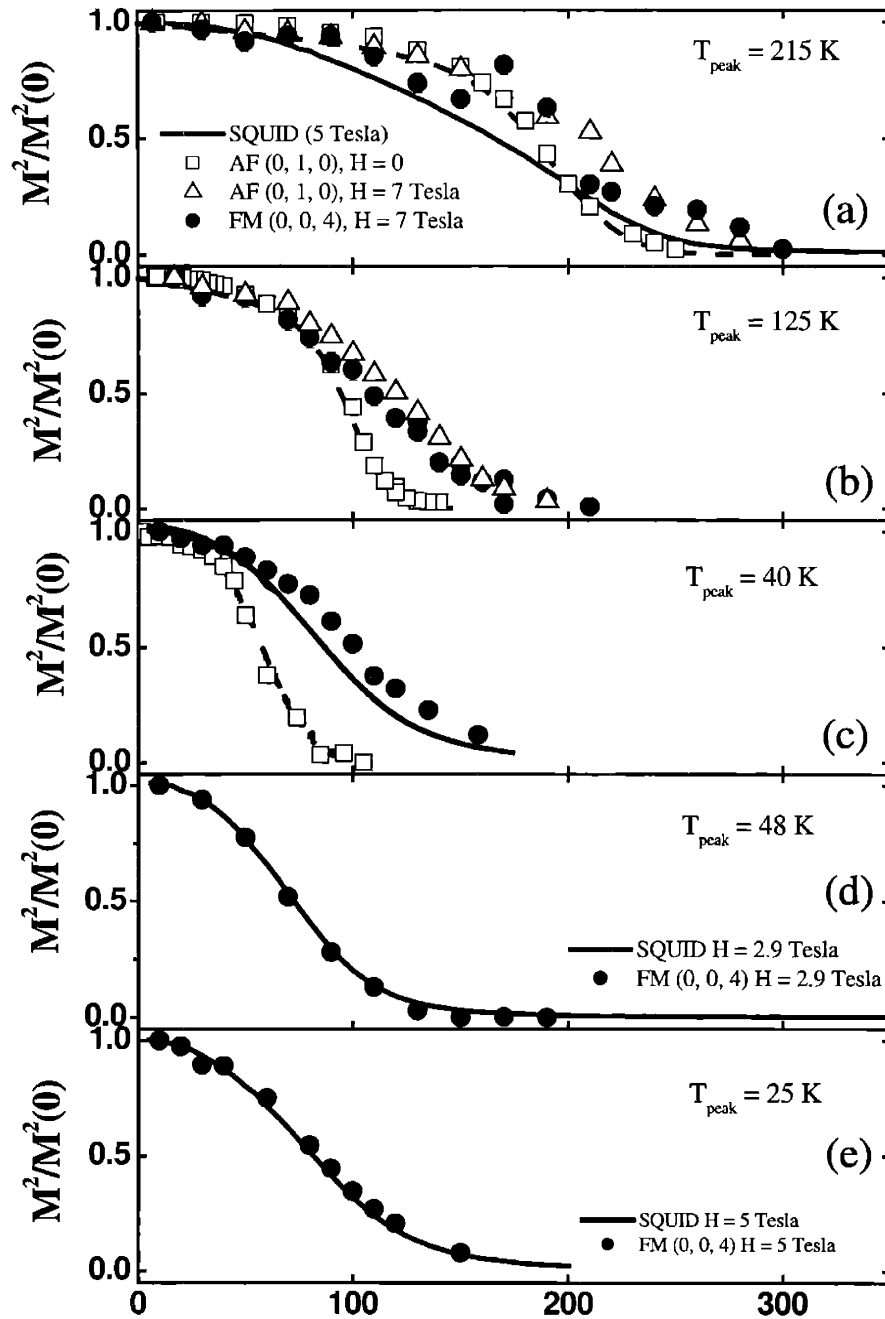 1.0
0.5
0.0
M²/M²(0)
T_peak = 215 K
SQUID (5 Tesla)
AF (0, 1, 0), H = 0
AF (0, 1, 0), H = 7 Tesla
FM (0, 0, 4), H = 7 Tesla
(a)
1.0
0.5
0.0
M²/M²(0)
T_peak = 125 K
(b)
1.0
0.5
0.0
M²/M²(0)
T_peak = 40 K
(c)
1.0
0.5
0.0
M²/M²(0)
T_peak = 48 K
(d)
SQUID H = 2.9 Tesla
FM (0, 0, 4) H = 2.9 Tesla
1.0
0.5
0.0
M²/M²(0)
T_peak = 25 K
(e)
SQUID H = 5 Tesla
FM (0, 0, 4) H = 5 Tesla
0 100 200 300